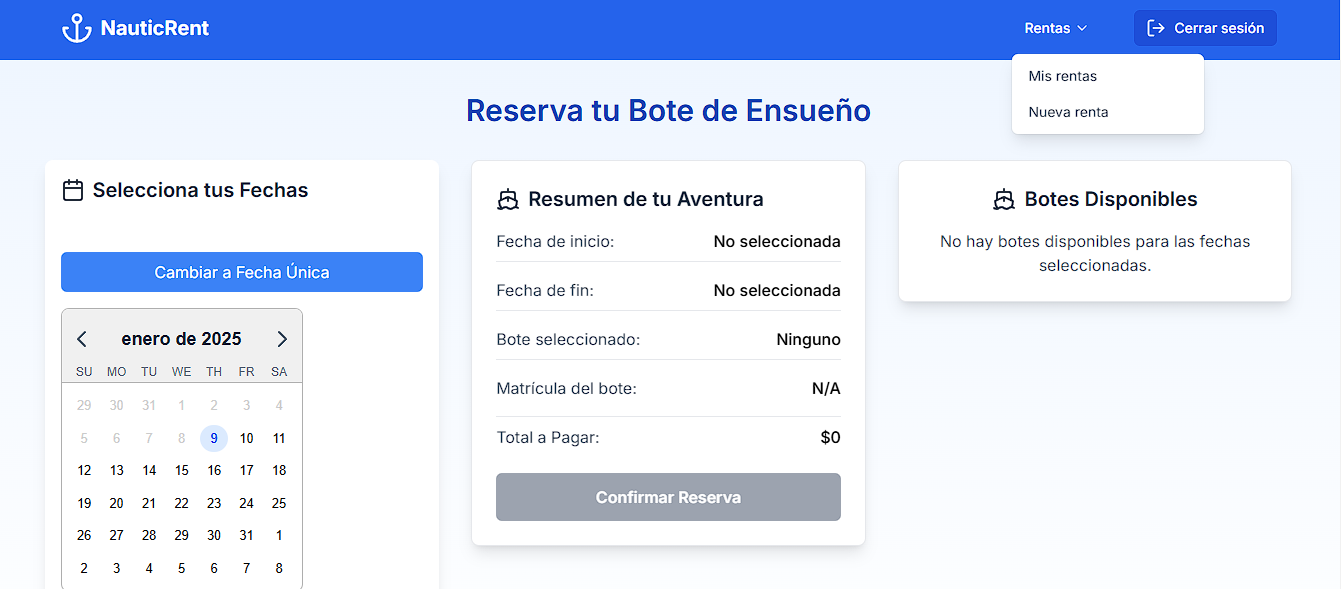 NauticRent
Rentas
Cerrar sesión
Mis rentas
Nueva renta
Reserva tu Bote de Ensueño
Selecciona tus Fechas
Cambiar a Fecha Única
enero de 2025
SU MO TU WE TH FR SA
29 30 31 1 2 3 4
5 6 7 8 9 10 11
12 13 14 15 16 17 18
19 20 21 22 23 24 25
26 27 28 29 30 31 1
2 3 4 5 6 7 8
Resumen de tu Aventura
Fecha de inicio: No seleccionada
Fecha de fin: No seleccionada
Bote seleccionado: Ninguno
Matrícula del bote: N/A
Total a Pagar: $0
Confirmar Reserva
Botes Disponibles
No hay botes disponibles para las fechas
seleccionadas.